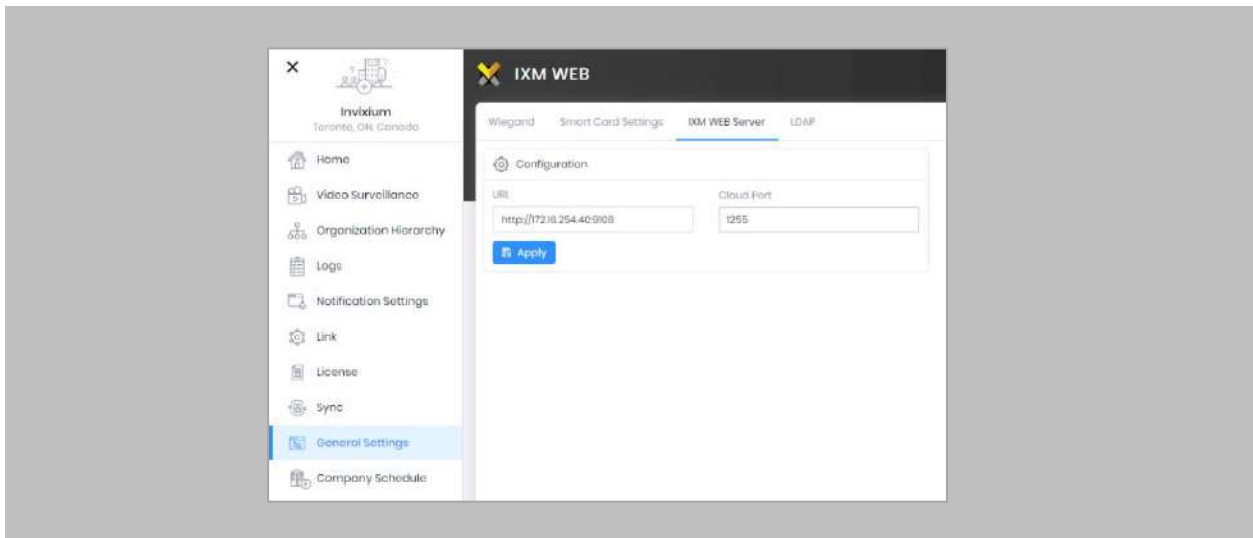 Invixium
Toronto, ON, Canada
Home
Video Surveillance
Organization Hierarchy
Logs
Notification Settings
Link
License
Sync
General Settings
Company Schedule
IXM WEB
Wiegand Smart Card Settings IXM WEB Server LDAP
Configuration
URL Cloud Port
http://172.16.254.40:9108 1255
Apply